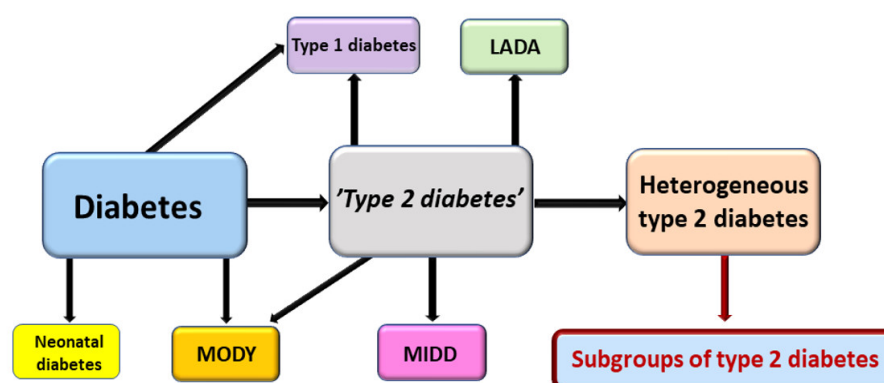 Type 1 diabetes
LADA
Diabetes
’Type 2 diabetes’
Heterogeneous
type 2 diabetes
Neonatal
diabetes
MODY
MIDD
Subgroups of type 2 diabetes